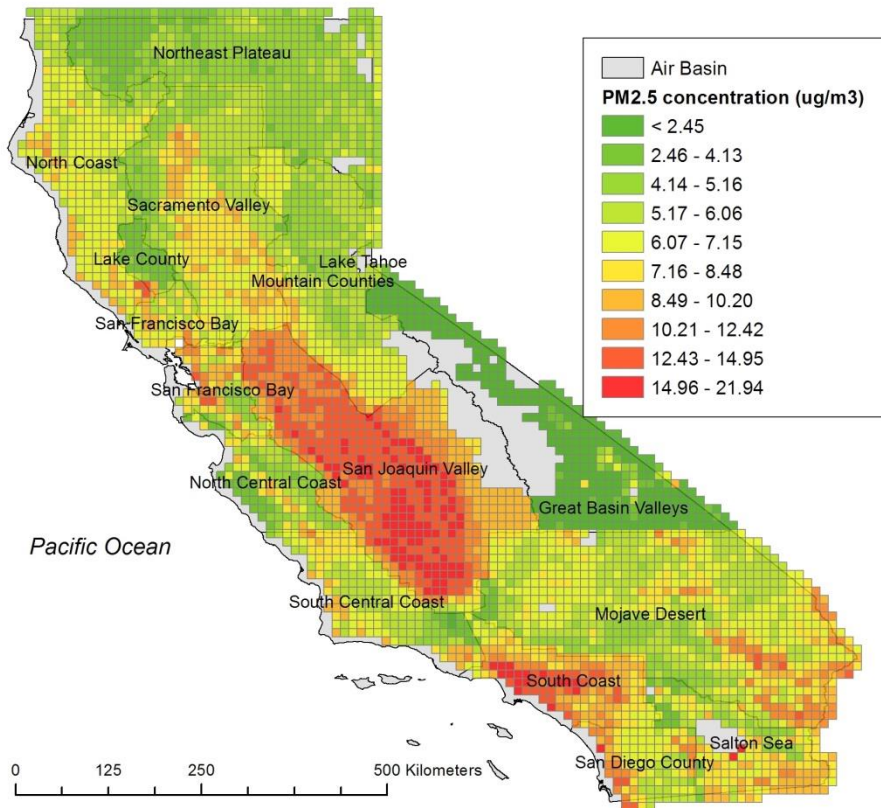 Northeast Plateau
North Coast
Sacramento Valley
Lake County
Lake Tahoe
Mountain Counties
San Francisco Bay
San Francisco Bay
San Joaquin Valley
North Central Coast
Great Basin Valleys
Pacific Ocean
South Central Coast
Mojave Desert
South Coast
Salton Sea
San Diego County
0 125 250 500 Kilometers
Air Basin
PM2.5 concentration (ug/m3)
< 2.45
2.46 - 4.13
4.14 - 5.16
5.17 - 6.06
6.07 - 7.15
7.16 - 8.48
8.49 - 10.20
10.21 - 12.42
12.43 - 14.95
14.96 - 21.94